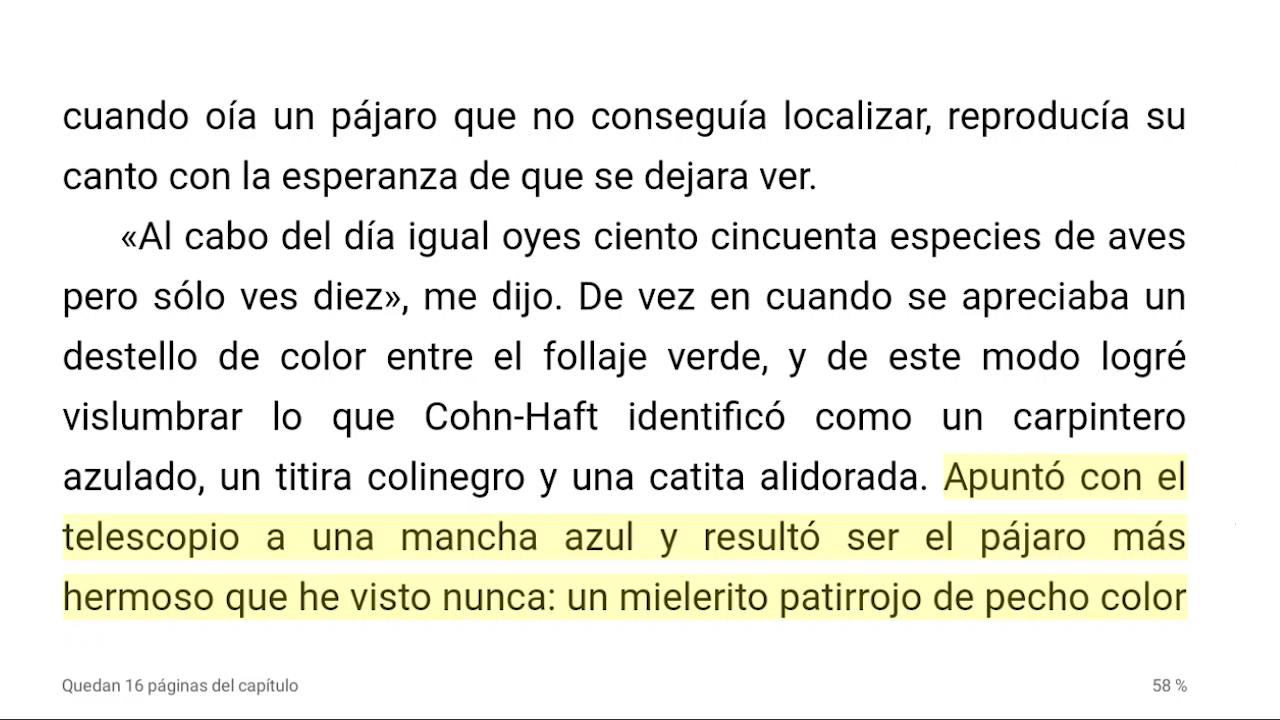 cuando oía un pájaro que no conseguía localizar, reproducía su
canto con la esperanza de que se dejara ver.
«Al cabo del día igual oyes ciento cincuenta especies de aves
pero sólo ves diez», me dijo. De vez en cuando se apreciaba un
destello de color entre el follaje verde, y de este modo logré
vislumbrar lo que Cohn-Haft identificó como un carpintero
azulado, un titira colinegro y una catita alidorada. Apuntó con el
telescopio a una mancha azul y resultó ser el pájaro más
hermoso que he visto nunca: un mielerito patirrojo de pecho color
Quedan 16 páginas del capítulo
58 %